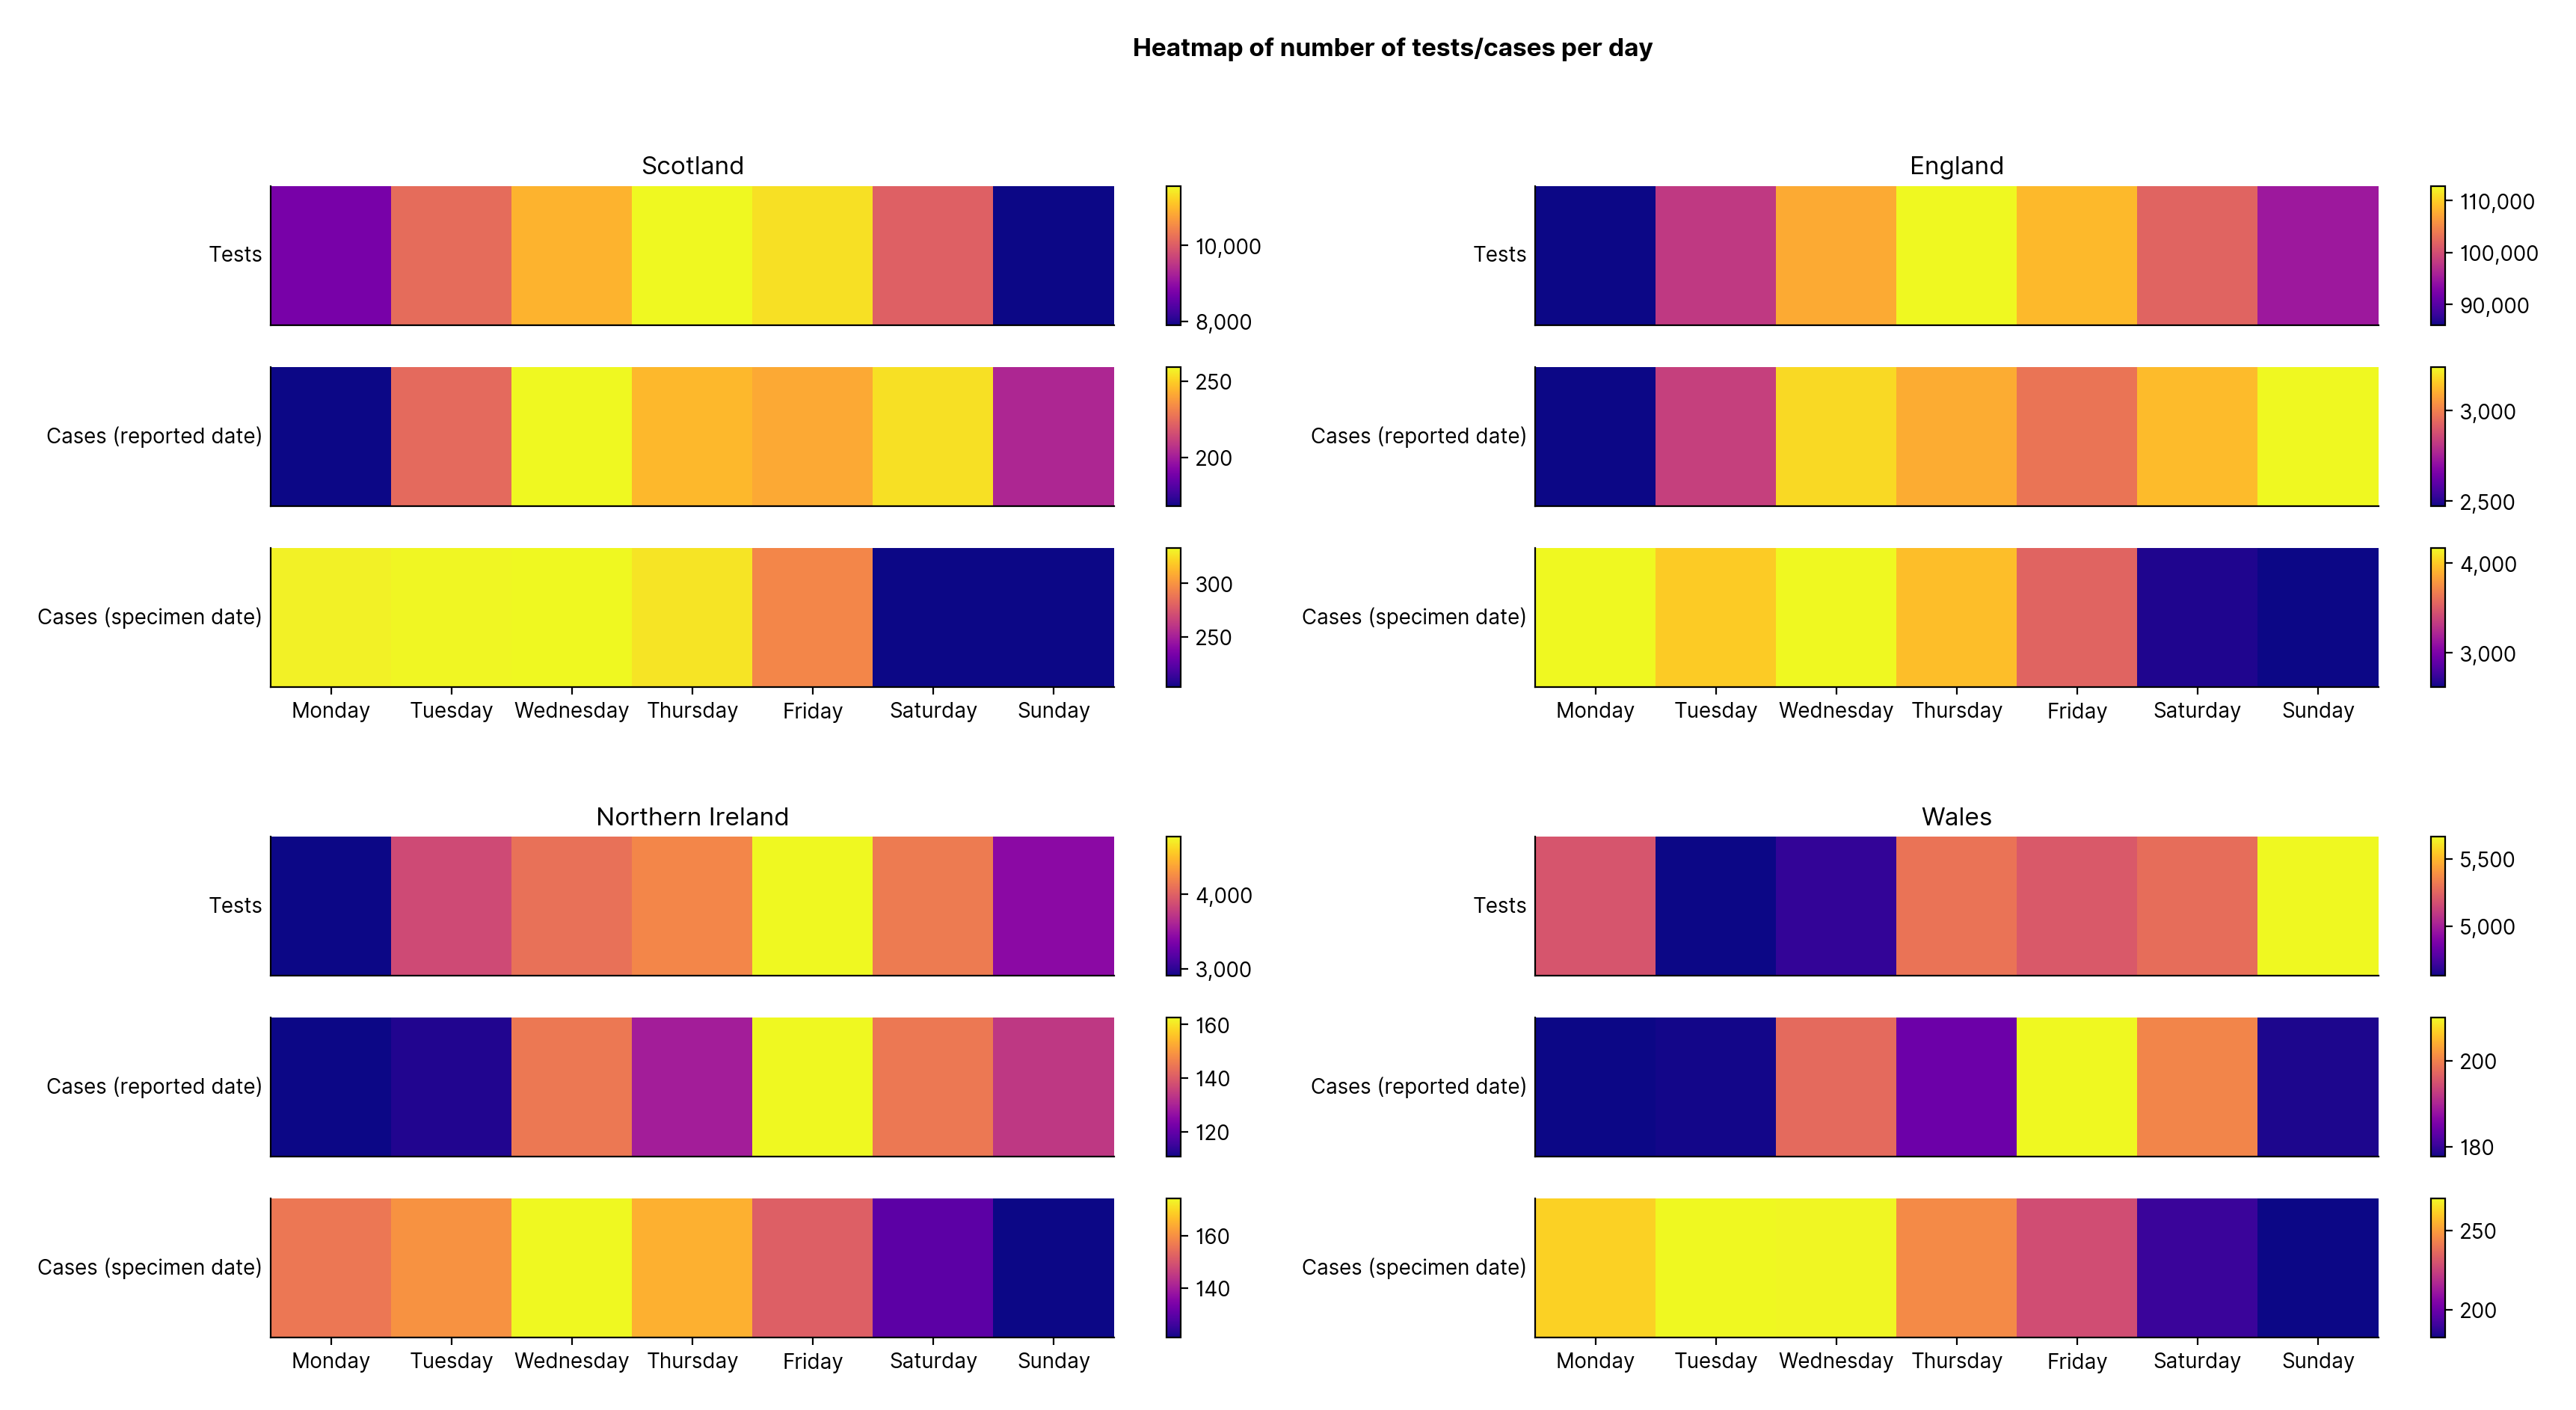 Heatmap of number of tests/cases per day
Scotland
Tests
10,000
8,000
Cases (reported date)
250
200
Cases (specimen date)
300
250
Monday Tuesday Wednesday Thursday Friday Saturday Sunday
England
Tests
110,000
100,000
90,000
Cases (reported date)
3,000
2,500
Cases (specimen date)
4,000
3,000
Monday Tuesday Wednesday Thursday Friday Saturday Sunday
Northern Ireland
Tests
4,000
3,000
Cases (reported date)
160
140
120
Cases (specimen date)
160
140
Monday Tuesday Wednesday Thursday Friday Saturday Sunday
Wales
Tests
5,500
5,000
Cases (reported date)
200
180
Cases (specimen date)
250
200
Monday Tuesday Wednesday Thursday Friday Saturday Sunday